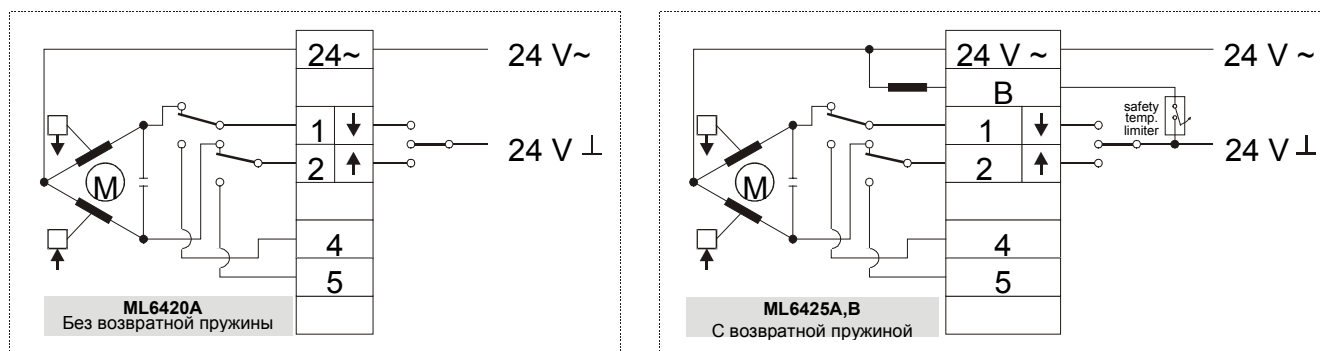 24~
24 V~
1
2
24 V ⊥
M
4
5
ML6420A
Без возвратной пружины
24 V ~
24 V ~
B
safety
temp.
limiter
1
2
24 V ⊥
M
4
5
ML6425A,B
С возвратной пружиной